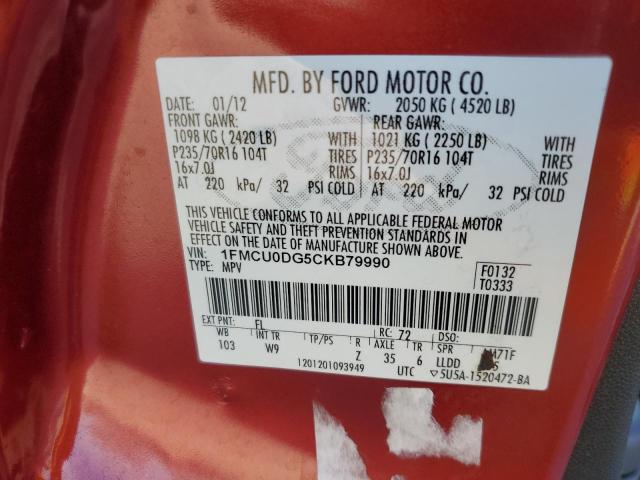 MFD. BY FORD MOTOR CO.
DATE: 01/12 GVWR: 2050 KG ( 4520 LB)
FRONT GAWR: REAR GAWR:
1098 KG ( 2420 LB) WITH 1021 KG ( 2250 LB) WITH
P235/70R16 104T TIRES P235/70R16 104T TIRES
16x7.0J RIMS 16x7.0J RIMS
AT 220 kPa/ 32 PSI COLD AT 220 kPa/ 32 PSI COLD
THIS VEHICLE CONFORMS TO ALL APPLICABLE FEDERAL MOTOR
VEHICLE SAFETY AND THEFT PREVENTION STANDARDS IN
EFFECT ON THE DATE OF MANUFACTURE SHOWN ABOVE.
VIN: 1FMCU0DG5CKB79990
TYPE: MPV
F0132
T0333
EXT PNT: FL RC: 72 DSO:
WB INT TR TP/PS R AXLE TR SPR
103 W9 Z 35 6 LLDD
1201201093949 UTC 5U5A-1520472-BA